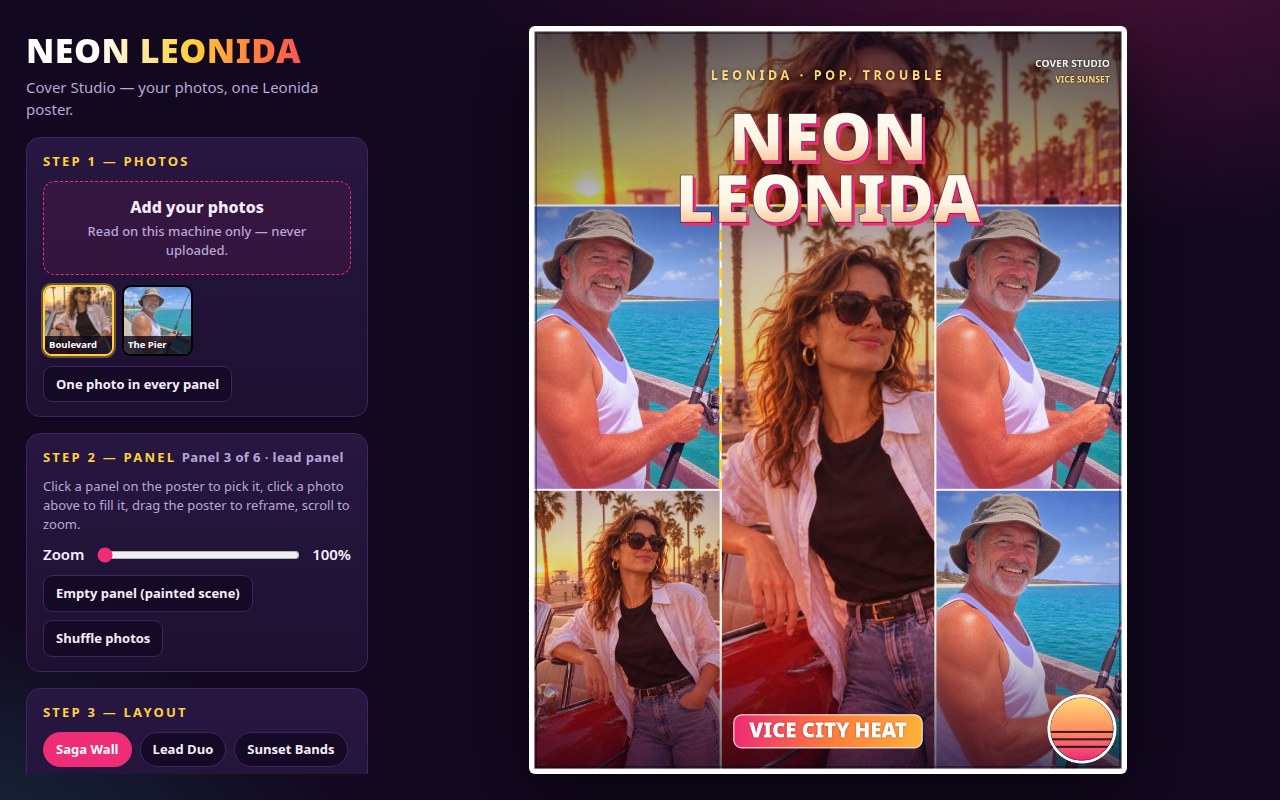 NEON LEONIDA
Cover Studio — your photos, one Leonida
poster.
STEP 1 — PHOTOS
Add your photos
Read on this machine only — never
uploaded.
Boulevard
The Pier
One photo in every panel
STEP 2 — PANEL Panel 3 of 6 · lead panel
Click a panel on the poster to pick it, click a photo
above to fill it, drag the poster to reframe, scroll to
zoom.
Zoom 100%
Empty panel (painted scene)
Shuffle photos
STEP 3 — LAYOUT
Saga Wall
Lead Duo
Sunset Bands
LEONIDA · POP. TROUBLE
COVER STUDIO
VICE SUNSET
NEON
LEONIDA
VICE CITY HEAT